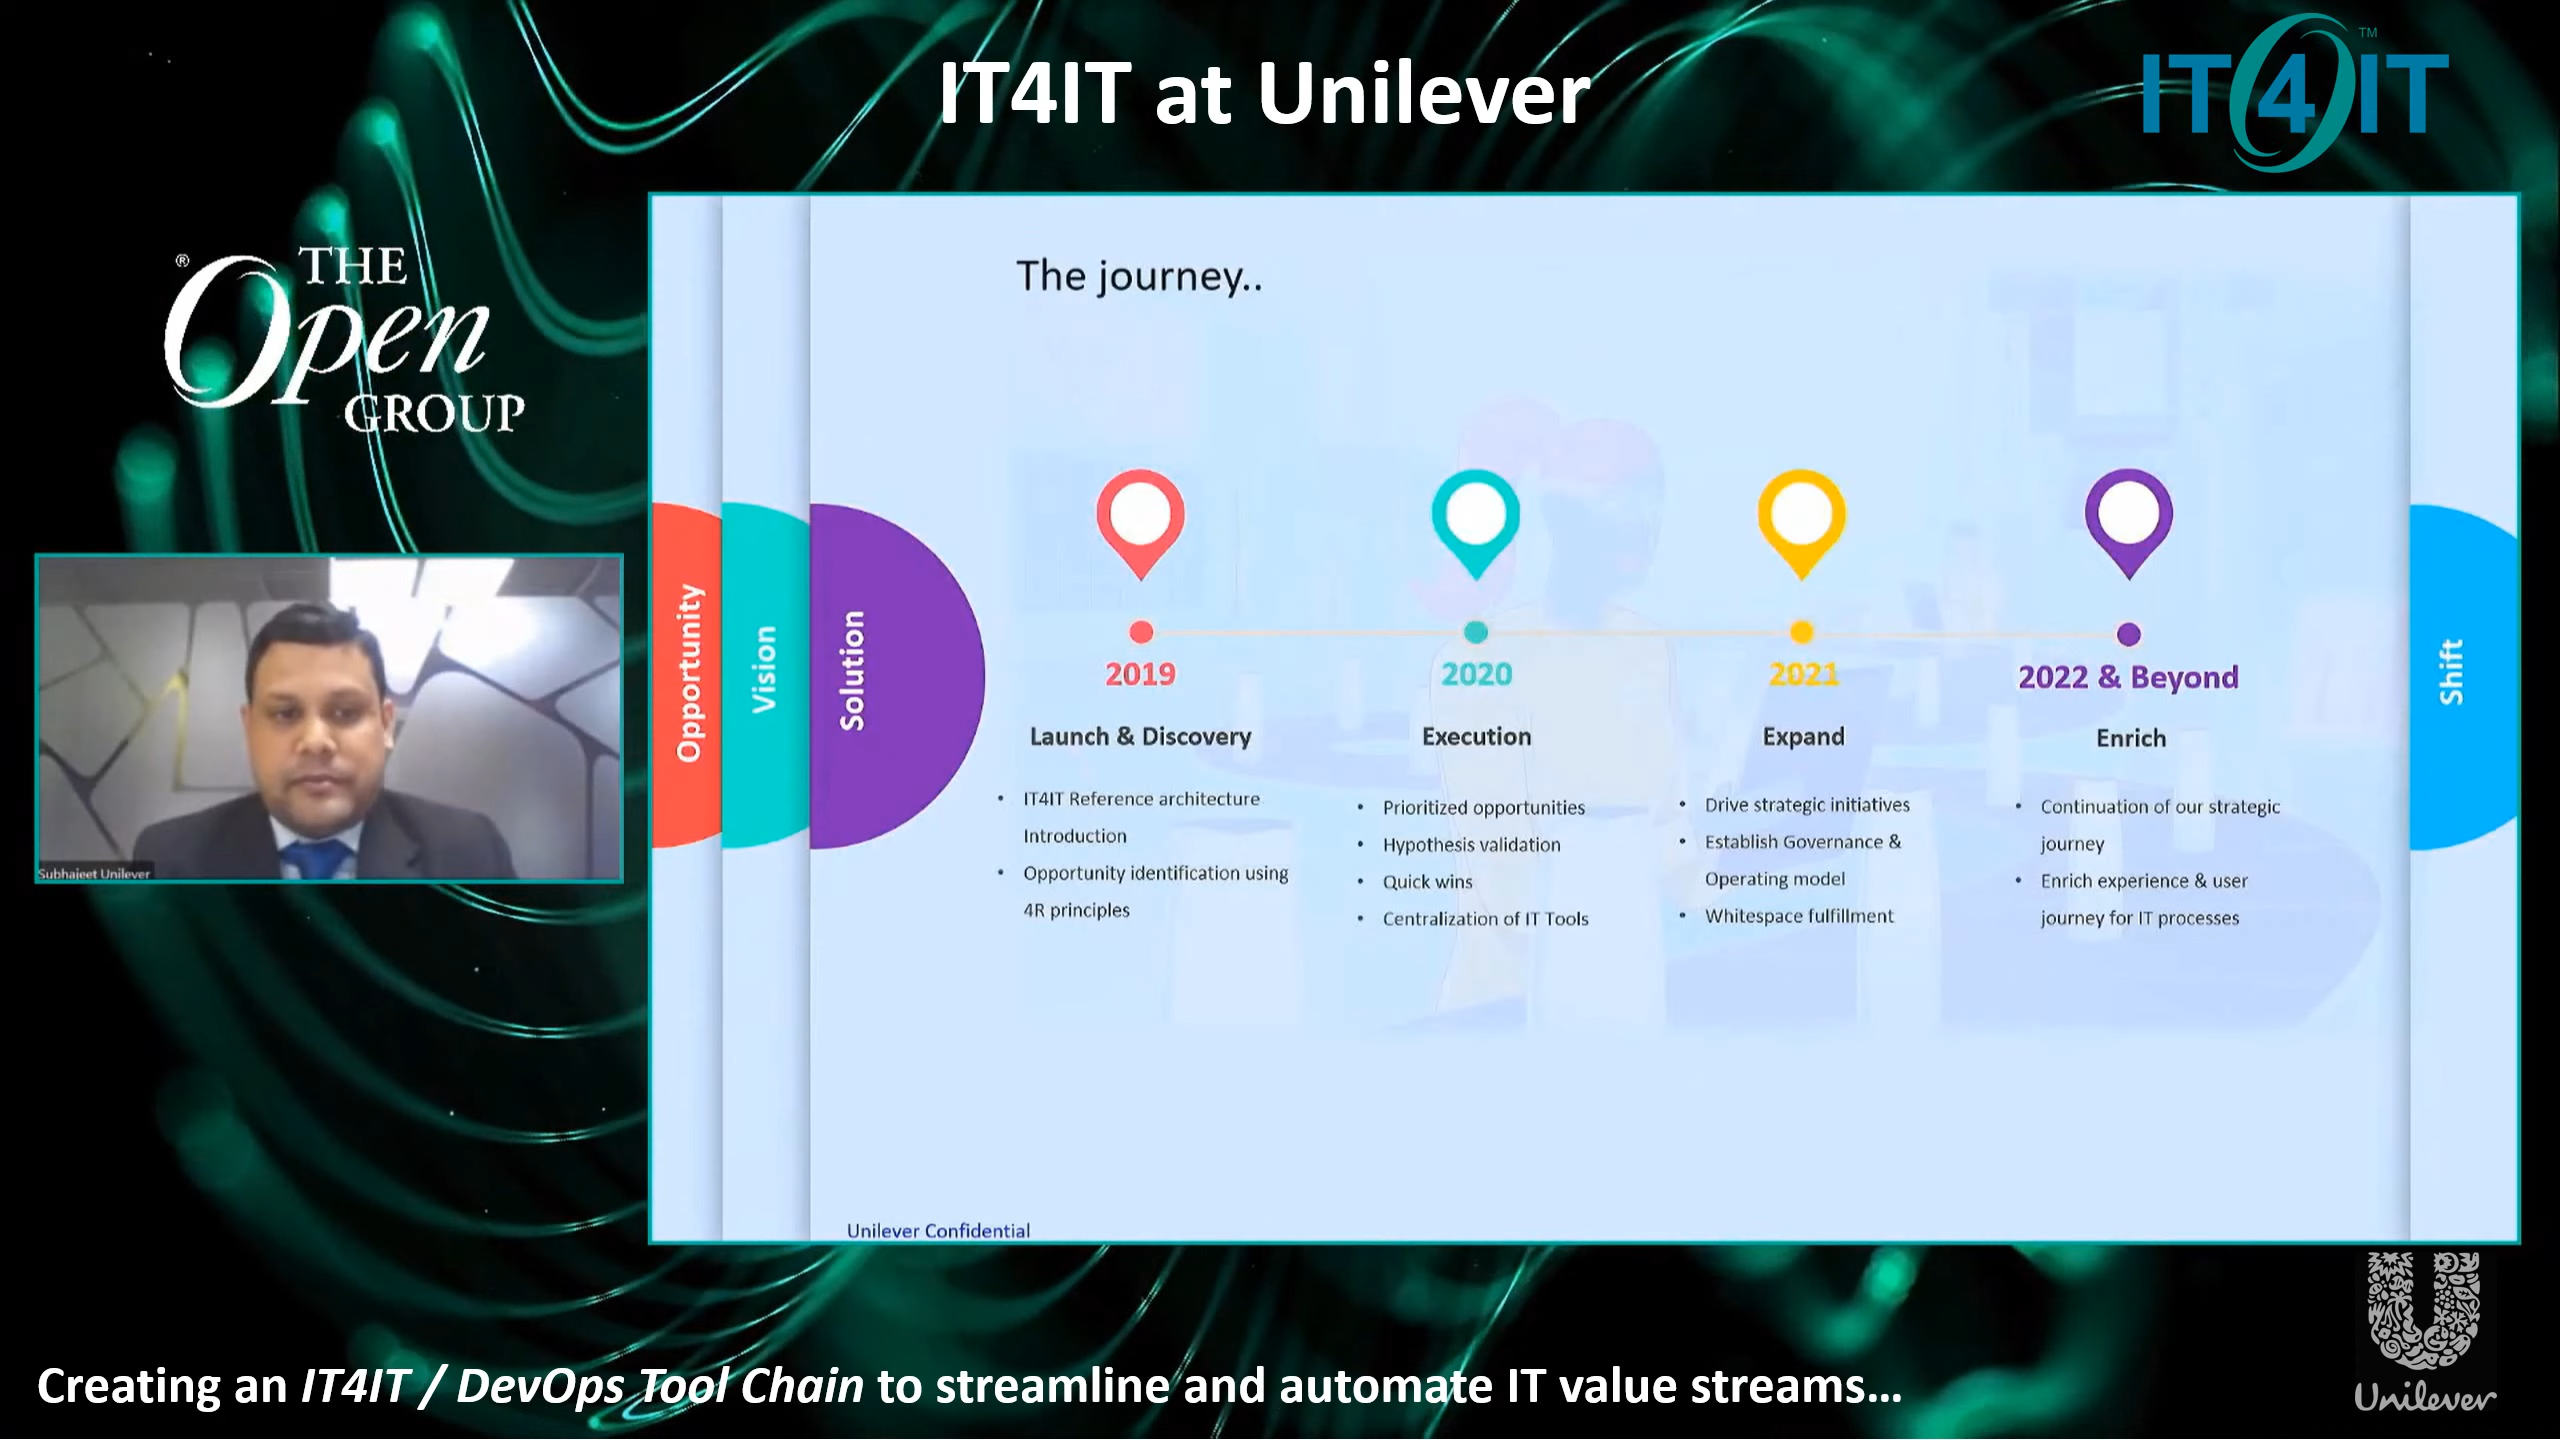 IT4IT at Unilever
IT4IT™
®
THE
Open
GROUP
Subhajeet Unilever
Opportunity
Vision
Solution
The journey..
2019
Launch & Discovery
• IT4IT Reference architecture
Introduction
• Opportunity identification using
4R principles
2020
Execution
• Prioritized opportunities
• Hypothesis validation
• Quick wins
• Centralization of IT Tools
2021
Expand
• Drive strategic initiatives
• Establish Governance &
Operating model
• Whitespace fulfillment
2022 & Beyond
Enrich
• Continuation of our strategic
journey
• Enrich experience & user
journey for IT processes
Shift
Unilever Confidential
Creating an IT4IT / DevOps Tool Chain to streamline and automate IT value streams...
Unilever